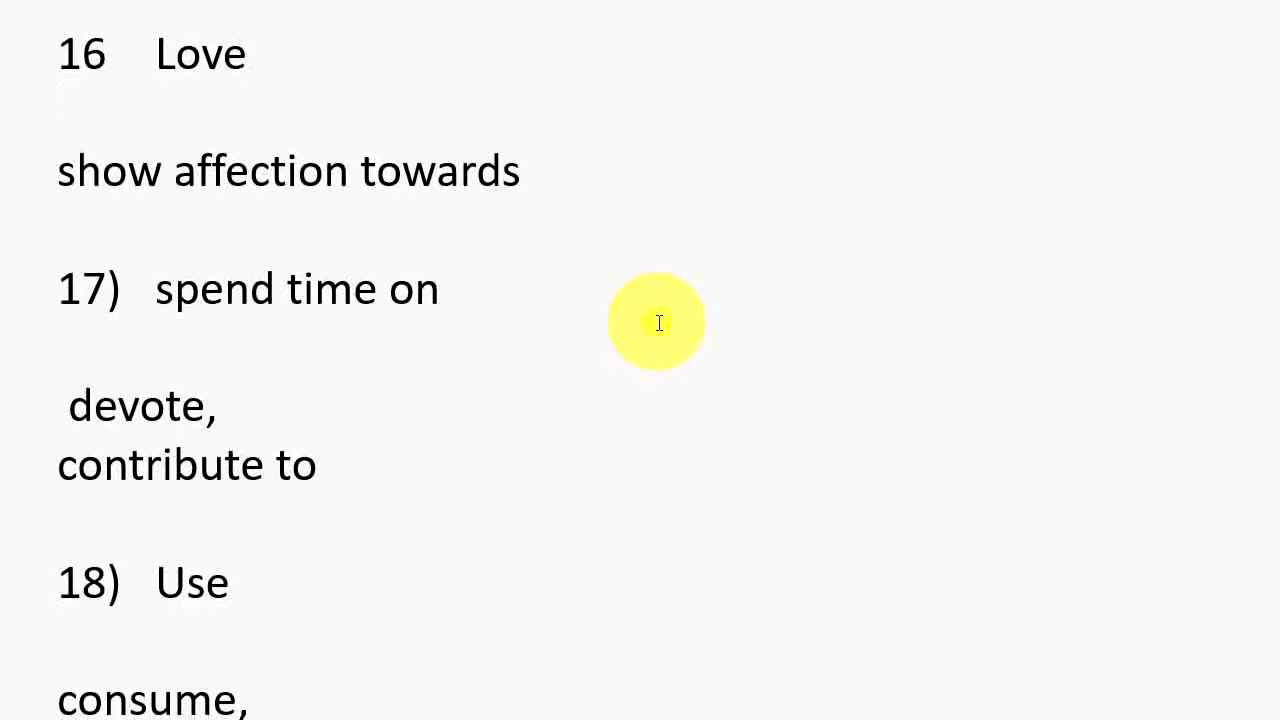 16 Love
show affection towards
17) spend time on
devote,
contribute to
18) Use
consume,